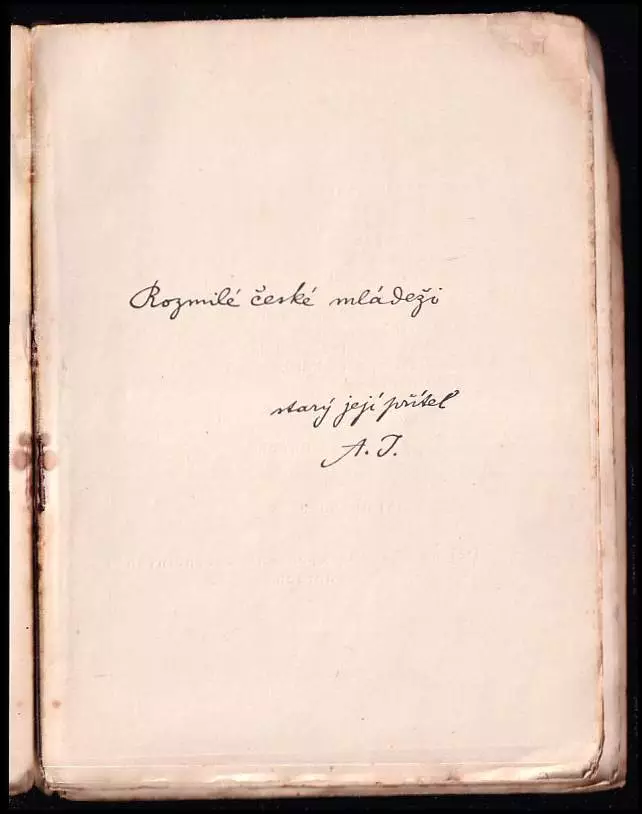 Rozmilé české mládeži
starý její přítel
A. J.